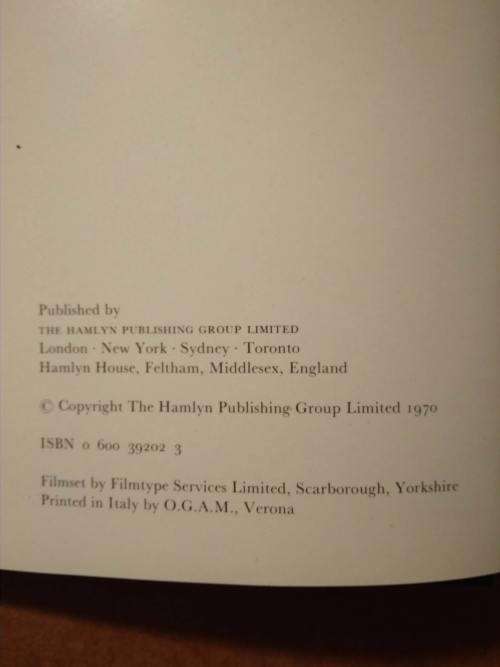 Published by
THE HAMLYN PUBLISHING GROUP LIMITED
London · New York · Sydney · Toronto
Hamlyn House, Feltham, Middlesex, England
© Copyright The Hamlyn Publishing Group Limited 1970
ISBN 0 600 39202 3
Filmset by Filmtype Services Limited, Scarborough, Yorkshire
Printed in Italy by O.G.A.M., Verona